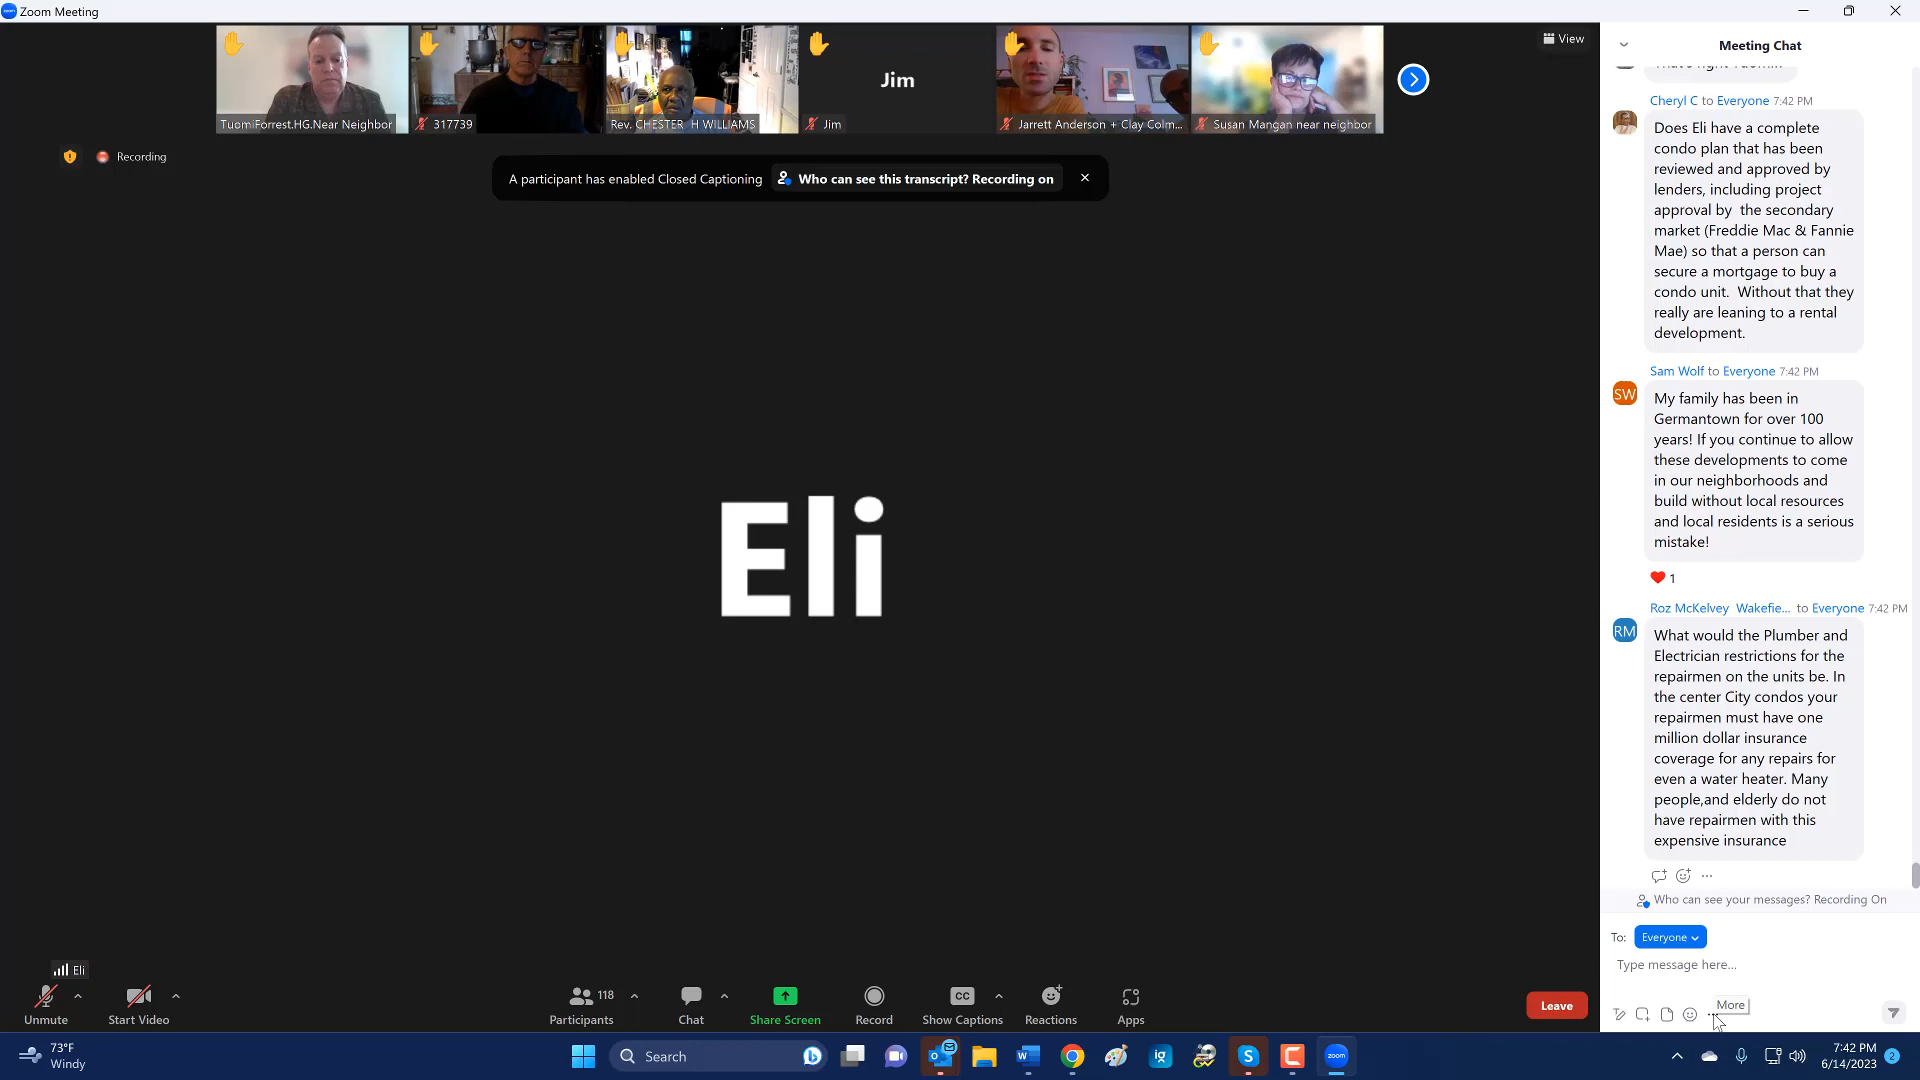 Zoom Meeting
View
TuomiForrest.HG.Near Neighbor
317739
Rev. CHESTER H WILLIAMS
Jim
Jim
Jarrett Anderson + Clay Colm...
Susan Mangan near neighbor
Recording
A participant has enabled Closed Captioning
Who can see this transcript? Recording on
Eli
Eli
Unmute
Start Video
118
Participants
Chat
Share Screen
Record
CC
Show Captions
Reactions
Apps
Leave
Meeting Chat
Cheryl C to Everyone 7:42 PM
Does Eli have a complete
condo plan that has been
reviewed and approved by
lenders, including project
approval by the secondary
market (Freddie Mac & Fannie
Mae) so that a person can
secure a mortgage to buy a
condo unit. Without that they
really are leaning to a rental
development.
Sam Wolf to Everyone 7:42 PM
SW
My family has been in
Germantown for over 100
years! If you continue to allow
these developments to come
in our neighborhoods and
build without local resources
and local residents is a serious
mistake!
1
Roz McKelvey Wakefie... to Everyone 7:42 PM
RM
What would the Plumber and
Electrician restrictions for the
repairmen on the units be. In
the center City condos your
repairmen must have one
million dollar insurance
coverage for any repairs for
even a water heater. Many
people,and elderly do not
have repairmen with this
expensive insurance
Who can see your messages? Recording On
To: Everyone
Type message here...
More
73°F
Windy
Search
zoom
7:42 PM
6/14/2023
2